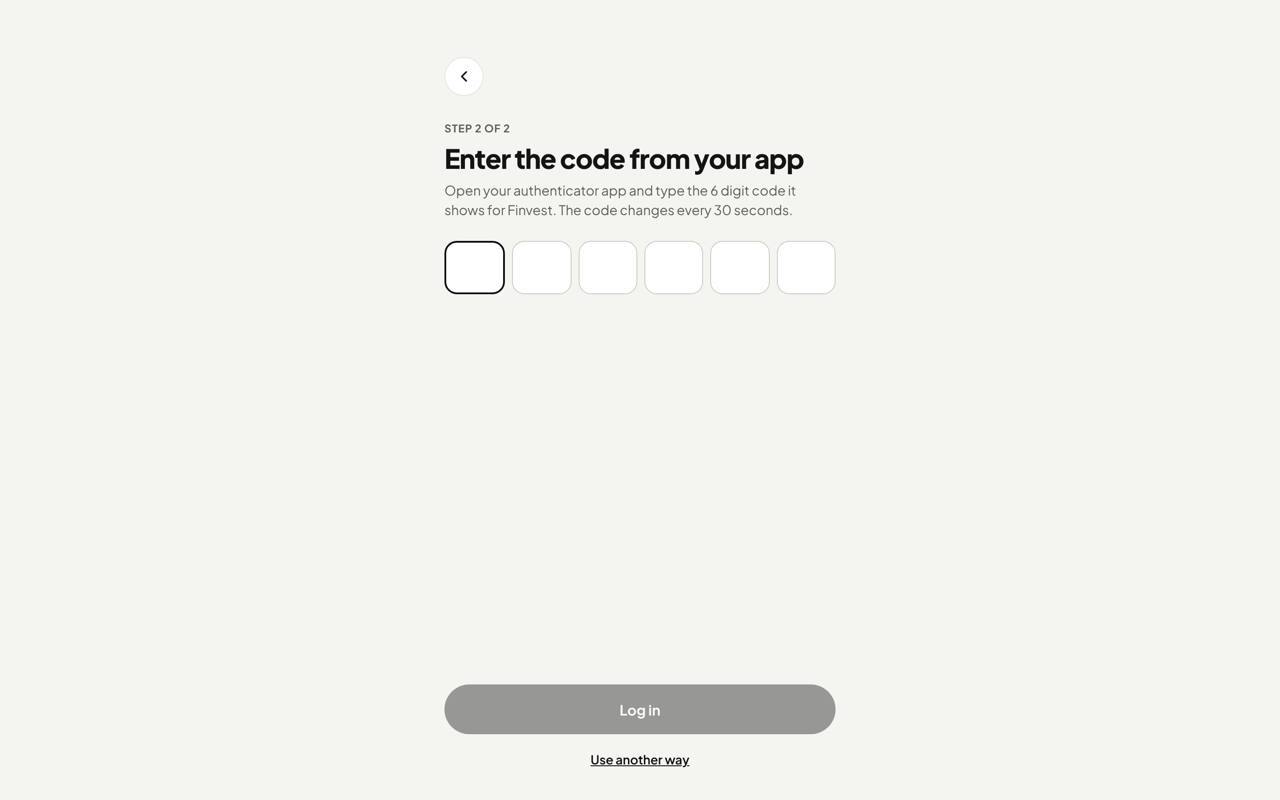 STEP 2 OF 2
Enter the code from your app
Open your authenticator app and type the 6 digit code it
shows for Finvest. The code changes every 30 seconds.
Log in
Use another way